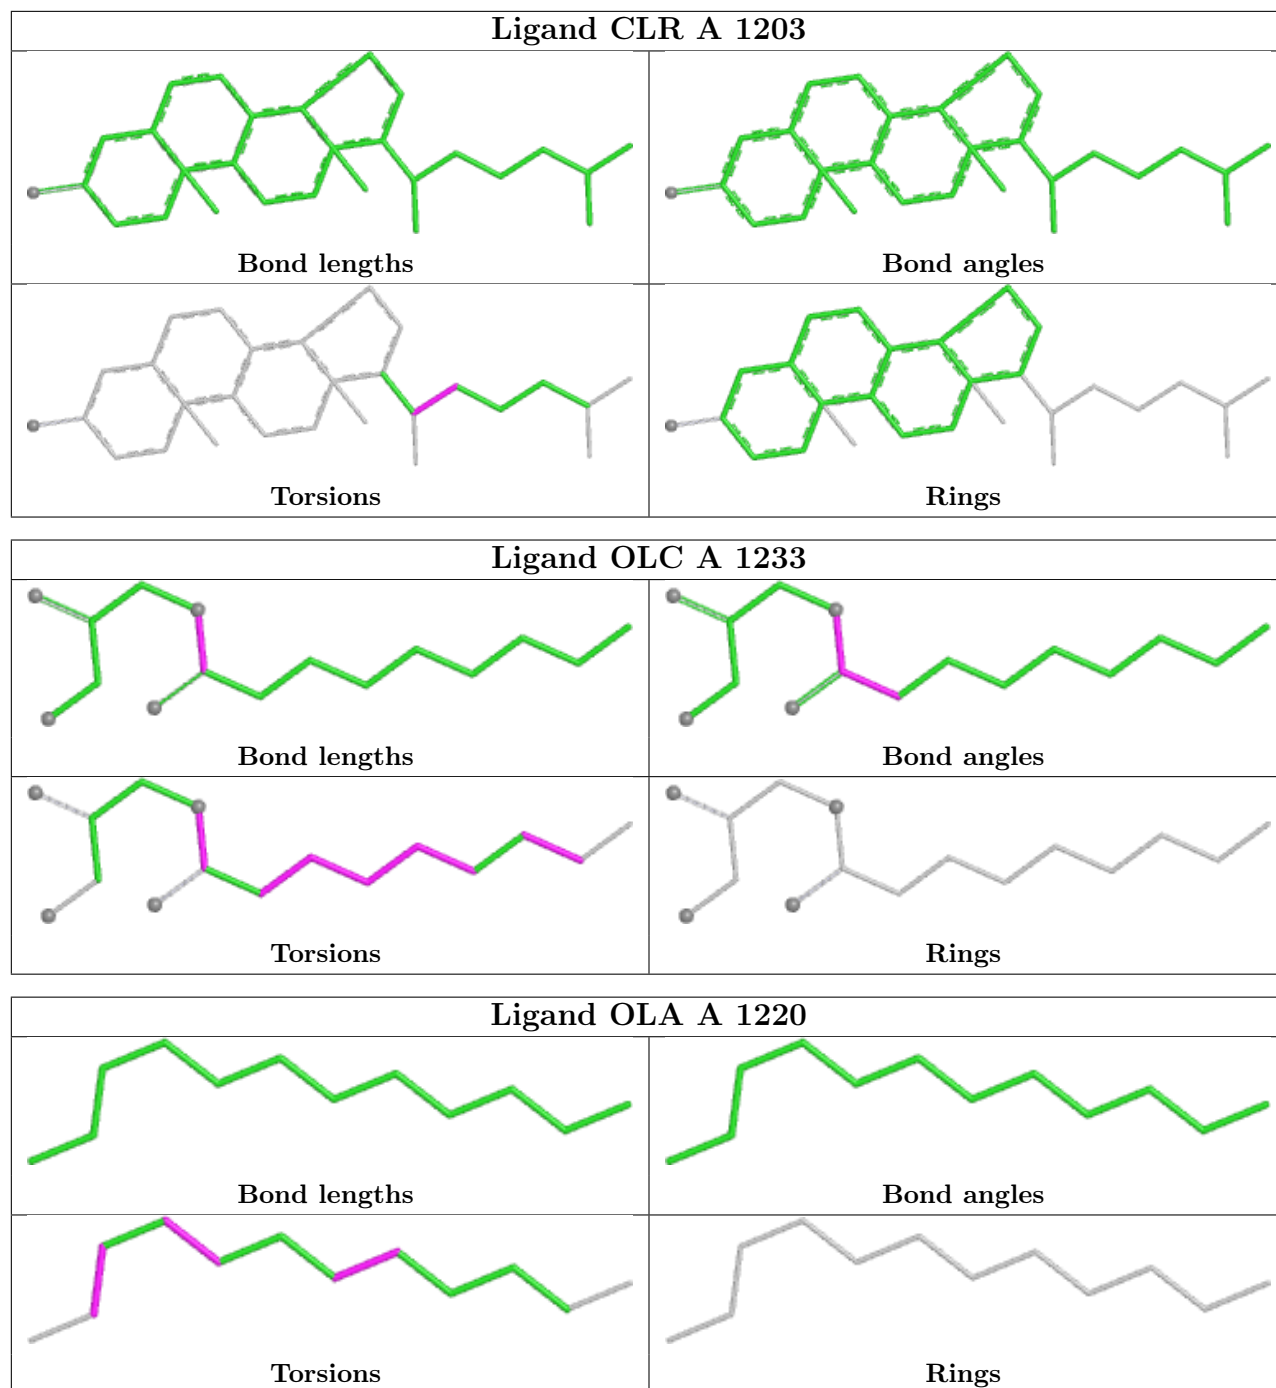 Ligand CLR A 1203
Bond lengths
Bond angles
Torsions
Rings
Ligand OLC A 1233
Bond lengths
Bond angles
Torsions
Rings
Ligand OLA A 1220
Bond lengths
Bond angles
Torsions
Rings